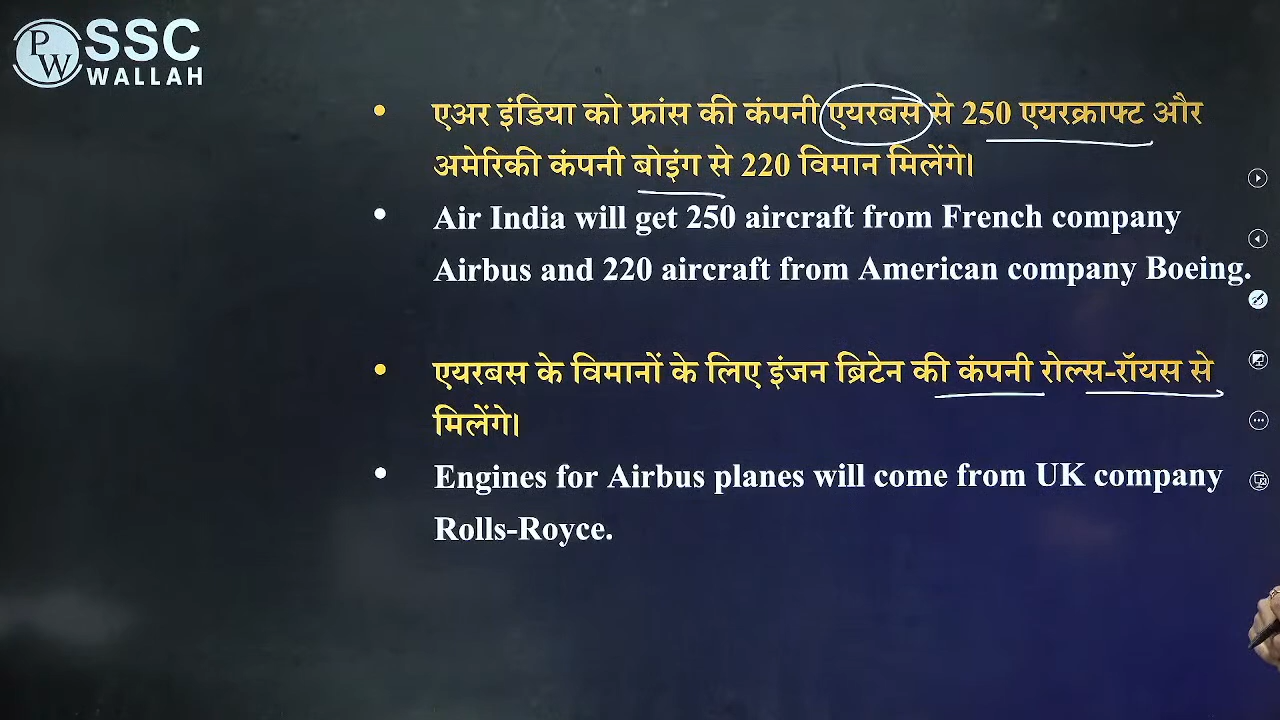 PW SSC
WALLAH
• एअर इंडिया को फ्रांस की कंपनी एयरबस से 250 एयरक्राफ्ट और
अमेरिकी कंपनी बोइंग से 220 विमान मिलेंगे।
• Air India will get 250 aircraft from French company
Airbus and 220 aircraft from American company Boeing.
• एयरबस के विमानों के लिए इंजन ब्रिटेन की कंपनी रोल्स-रॉयस से
मिलेंगे।
• Engines for Airbus planes will come from UK company
Rolls-Royce.